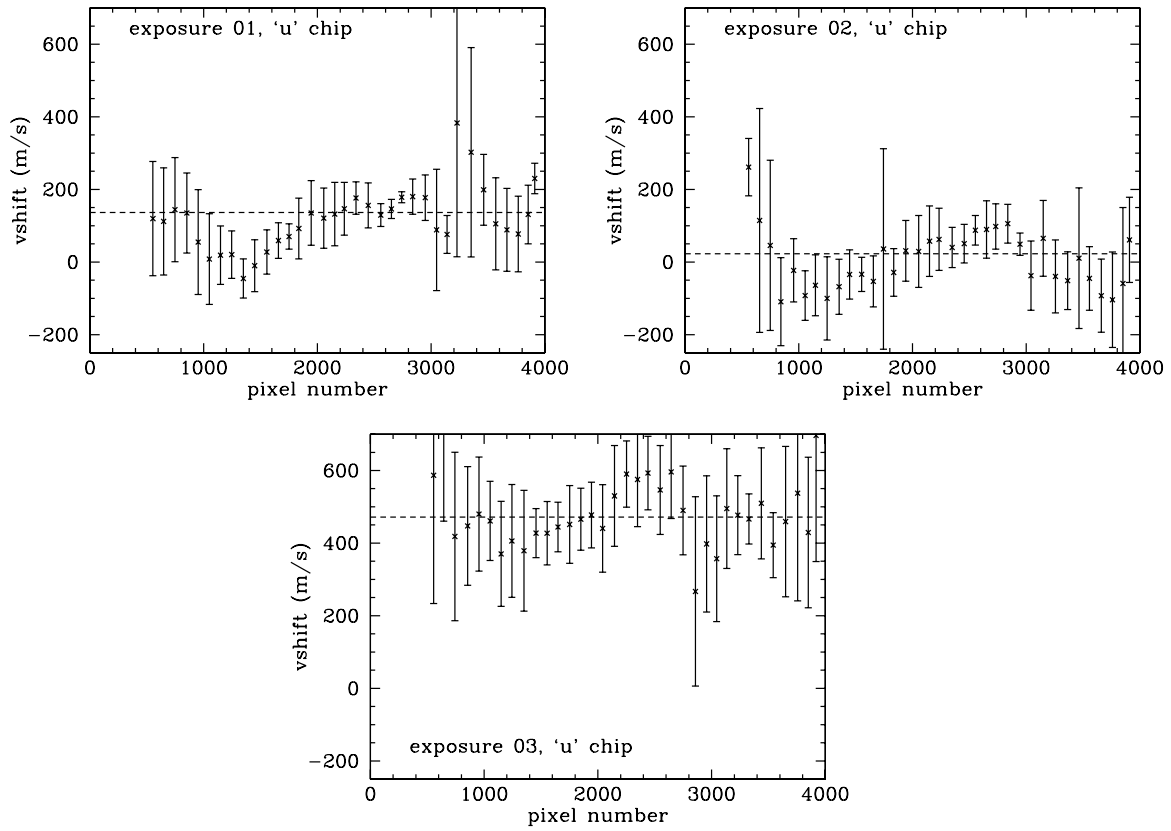 exposure 01, ‘u’ chip
600
400
200
0
−200
vshift (m/s)
0 1000 2000 3000 4000
pixel number
exposure 02, ‘u’ chip
600
400
200
0
−200
vshift (m/s)
0 1000 2000 3000 4000
pixel number
600
400
200
0
−200
vshift (m/s)
exposure 03, ‘u’ chip
0 1000 2000 3000 4000
pixel number